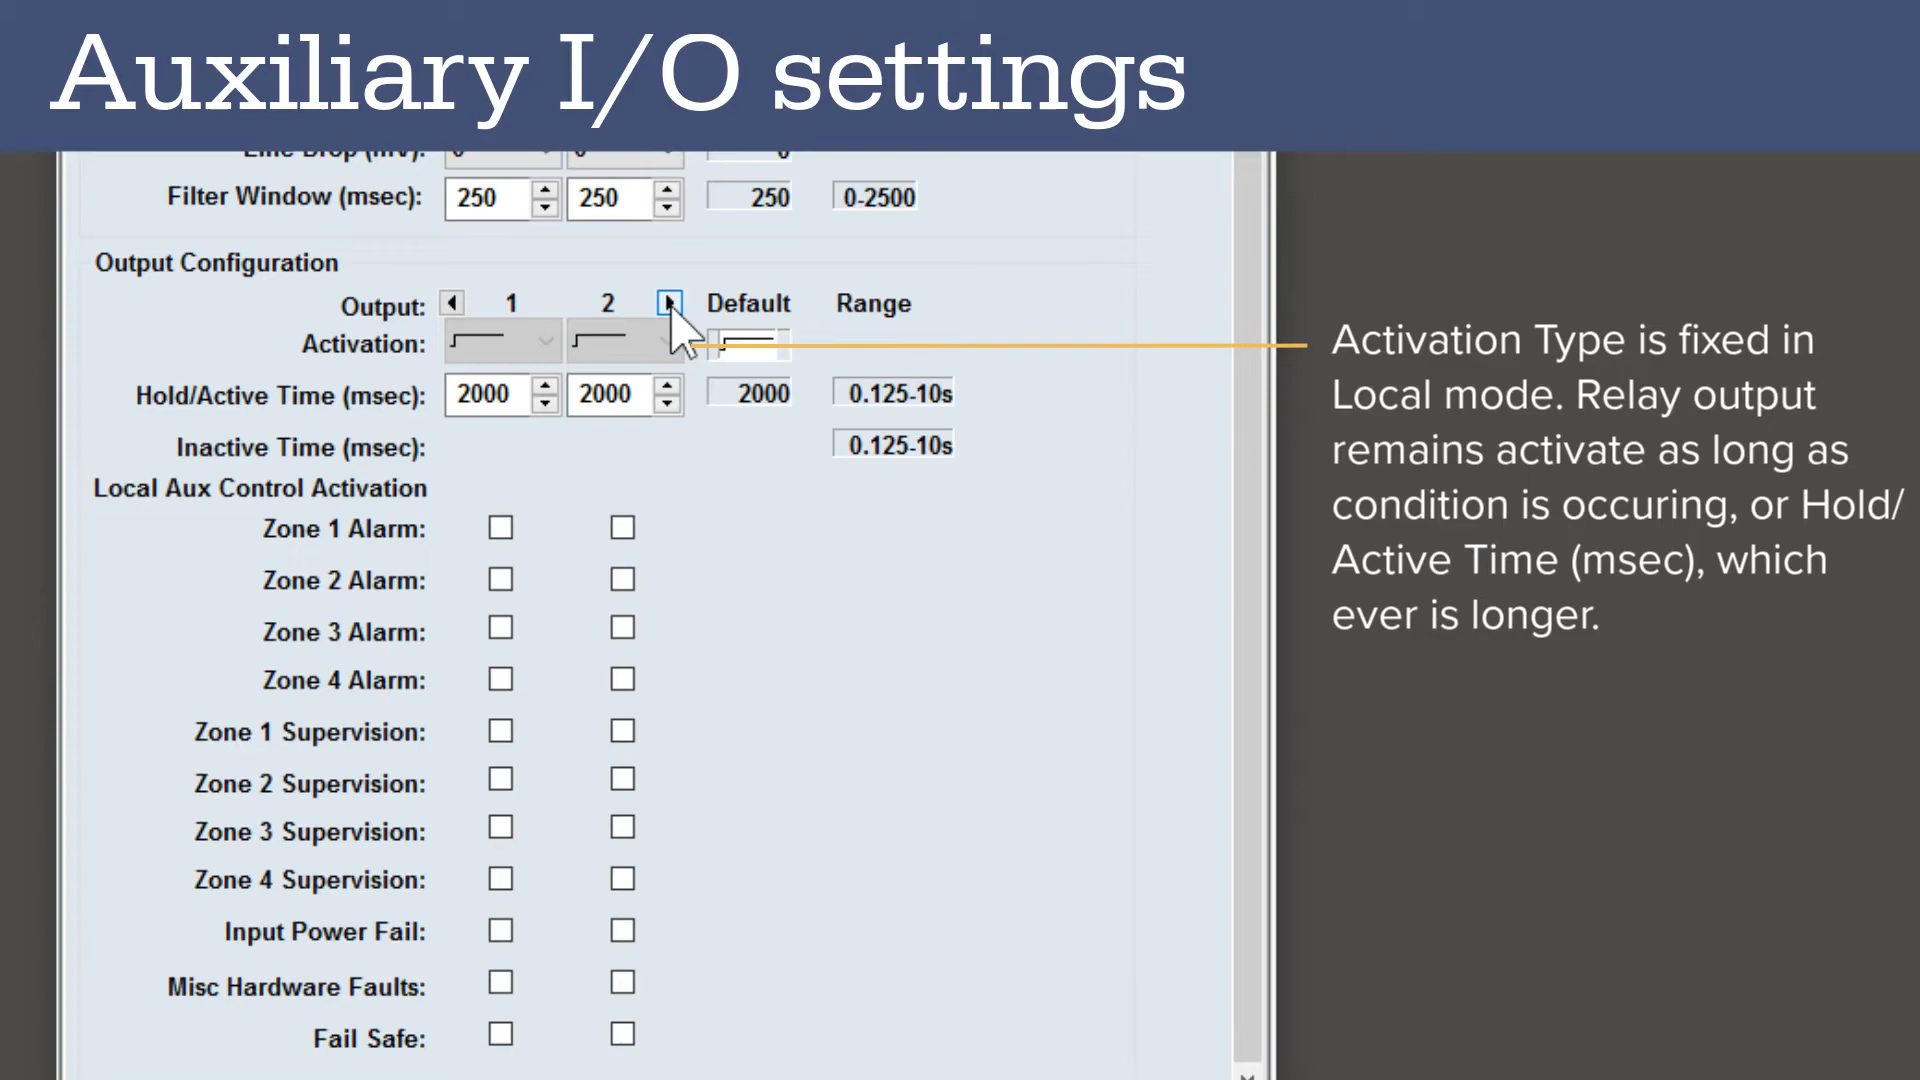 Auxiliary I/O settings
Filter Window (msec): 250 250 250 0-2500
Output Configuration
Output: 1 2 Default Range
Activation:
Hold/Active Time (msec): 2000 2000 2000 0.125-10s
Inactive Time (msec): 0.125-10s
Local Aux Control Activation
Zone 1 Alarm:
Zone 2 Alarm:
Zone 3 Alarm:
Zone 4 Alarm:
Zone 1 Supervision:
Zone 2 Supervision:
Zone 3 Supervision:
Zone 4 Supervision:
Input Power Fail:
Misc Hardware Faults:
Fail Safe:
Activation Type is fixed in
Local mode. Relay output
remains activate as long as
condition is occuring, or Hold/
Active Time (msec), which
ever is longer.